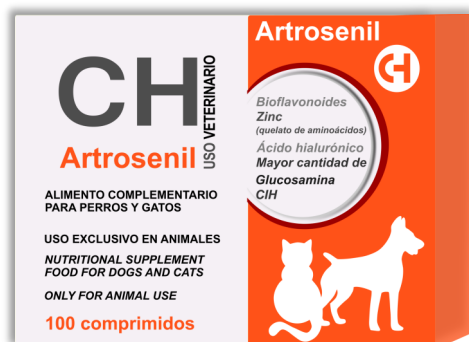 CH
USO VETERINARIO
Artrosenil
ALIMENTO COMPLEMENTARIO
PARA PERROS Y GATOS
USO EXCLUSIVO EN ANIMALES
NUTRITIONAL SUPPLEMENT
FOOD FOR DOGS AND CATS
ONLY FOR ANIMAL USE
100 comprimidos
Artrosenil
CH
Bioflavonoides
Zinc
(quelato de aminoácidos)
Ácido hialurónico
Mayor cantidad de
Glucosamina
ClH